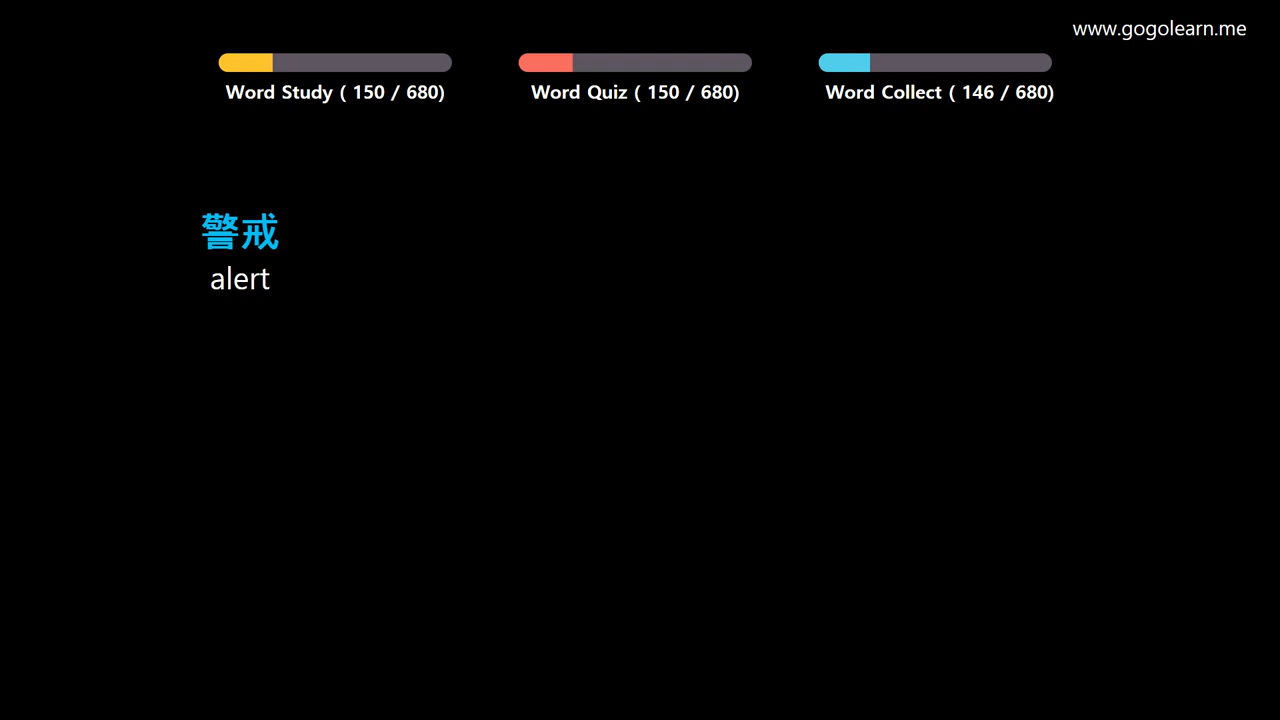 www.gogolearn.me
Word Study ( 150 / 680)
Word Quiz ( 150 / 680)
Word Collect ( 146 / 680)
警戒
alert